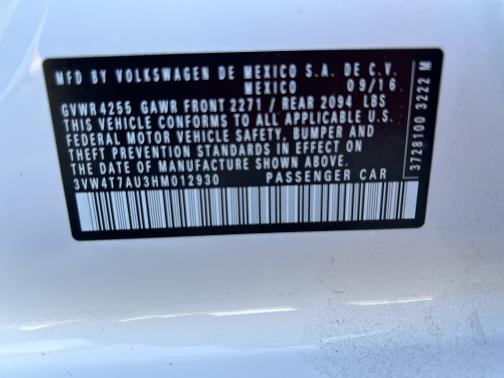 MFD BY VOLKSWAGEN DE MEXICO S.A. DE C.V.
MEXICO 09/16
GVWR 4255 GAWR FRONT 2271 / REAR 2094 LBS
THIS VEHICLE CONFORMS TO ALL APPLICABLE U.S.
FEDERAL MOTOR VEHICLE SAFETY, BUMPER AND
THEFT PREVENTION STANDARDS IN EFFECT ON
THE DATE OF MANUFACTURE SHOWN ABOVE.
3VW4T7AU3HM012930 PASSENGER CAR
3728100 3222 M